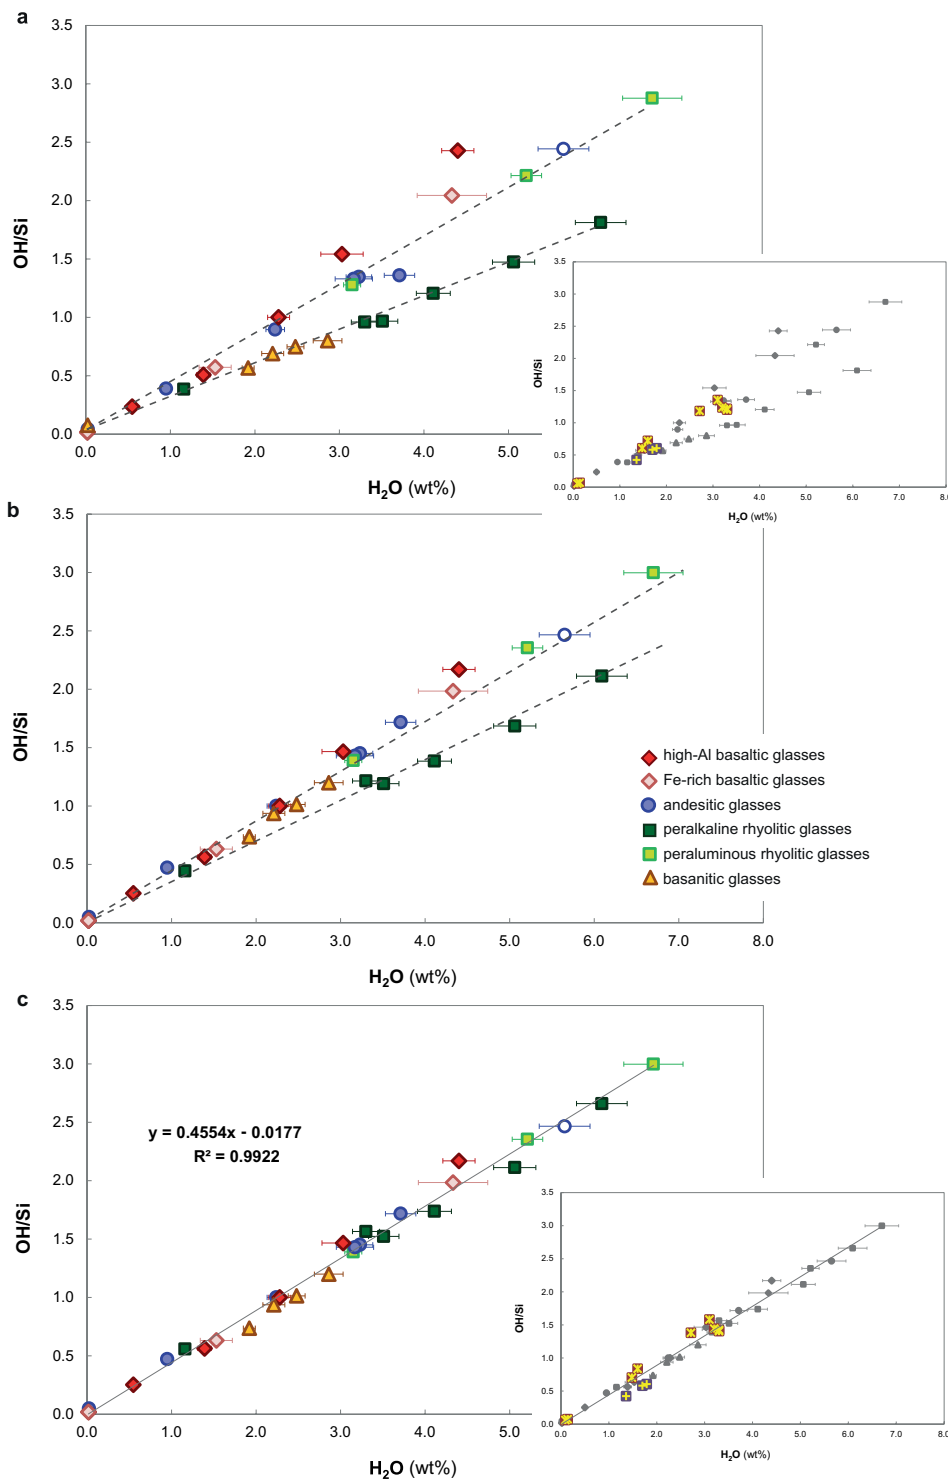 a
3.5
3.0
2.5
2.0
1.5
1.0
0.5
0.0
OH/Si
0.0 1.0 2.0 3.0 4.0 5.0
H₂O (wt%)
3.5
3.0
2.5
2.0
1.5
1.0
0.5
0.0
OH/Si
0.0 1.0 2.0 3.0 4.0 5.0 6.0 7.0 8.0
H₂O (wt%)
b
3.5
3.0
2.5
2.0
1.5
1.0
0.5
0.0
OH/Si
0.0 1.0 2.0 3.0 4.0 5.0 6.0 7.0 8.0
H₂O (wt%)
high-Al basaltic glasses
Fe-rich basaltic glasses
andesitic glasses
peralkaline rhyolitic glasses
peraluminous rhyolitic glasses
basanitic glasses
c
3.5
3.0
2.5
2.0
1.5
1.0
0.5
0.0
OH/Si
y = 0.4554x - 0.0177
R² = 0.9922
0.0 1.0 2.0 3.0 4.0 5.0
H₂O (wt%)
3.5
3.0
2.5
2.0
1.5
1.0
0.5
0.0
OH/Si
0.0 1.0 2.0 3.0 4.0 5.0 6.0 7.0 8.0
H₂O (wt%)